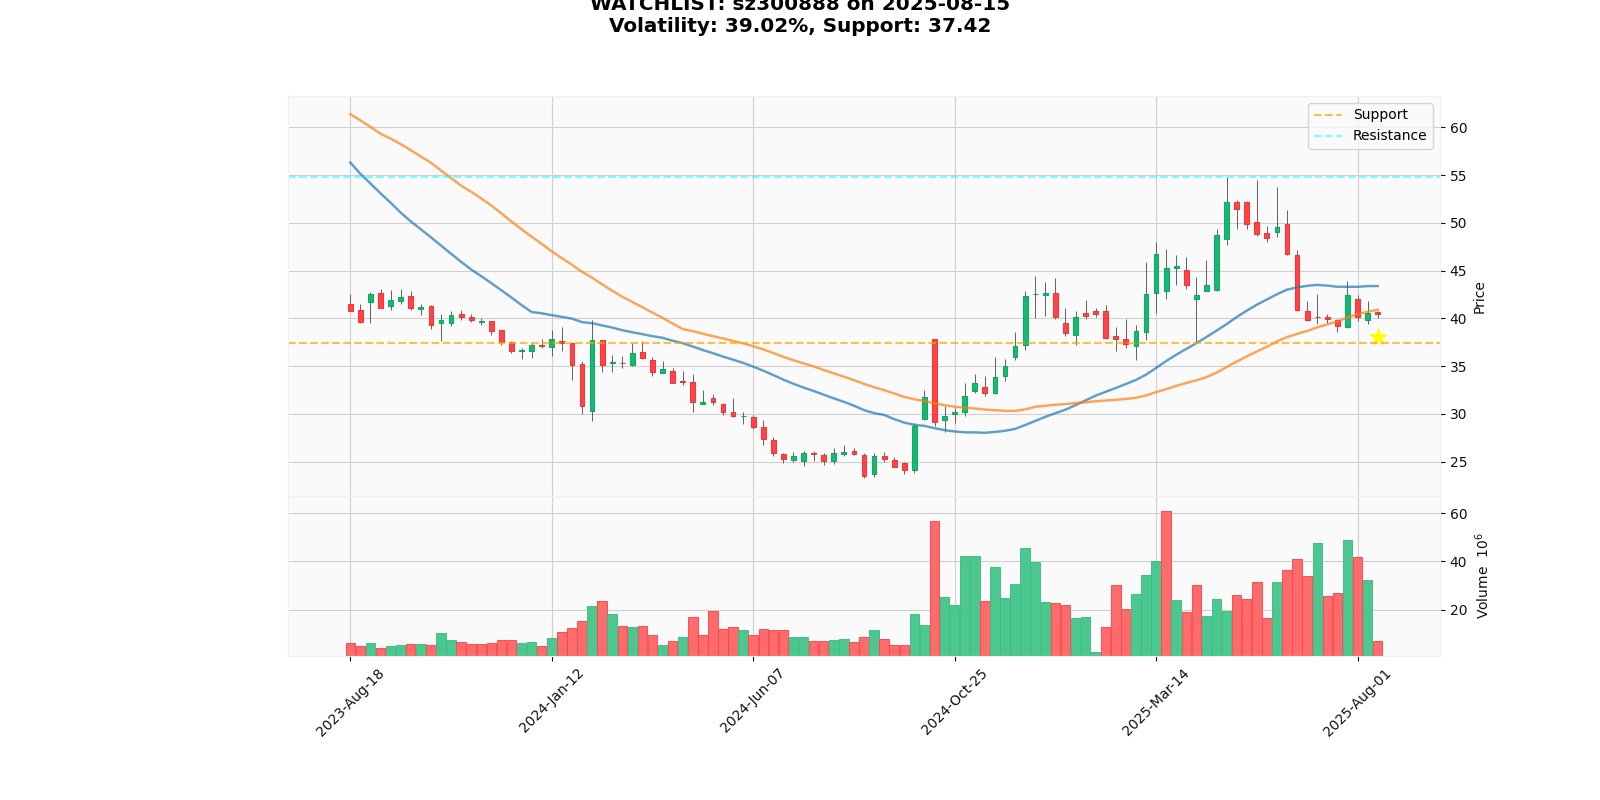 WATCHLIST: sz300888 on 2025-08-15
Volatility: 39.02%, Support: 37.42
Support
Resistance
60
55
50
45
40
35
30
25
Price
60
40
20
Volume 10^6
2023-Aug-18
2024-Jan-12
2024-Jun-07
2024-Oct-25
2025-Mar-14
2025-Aug-01